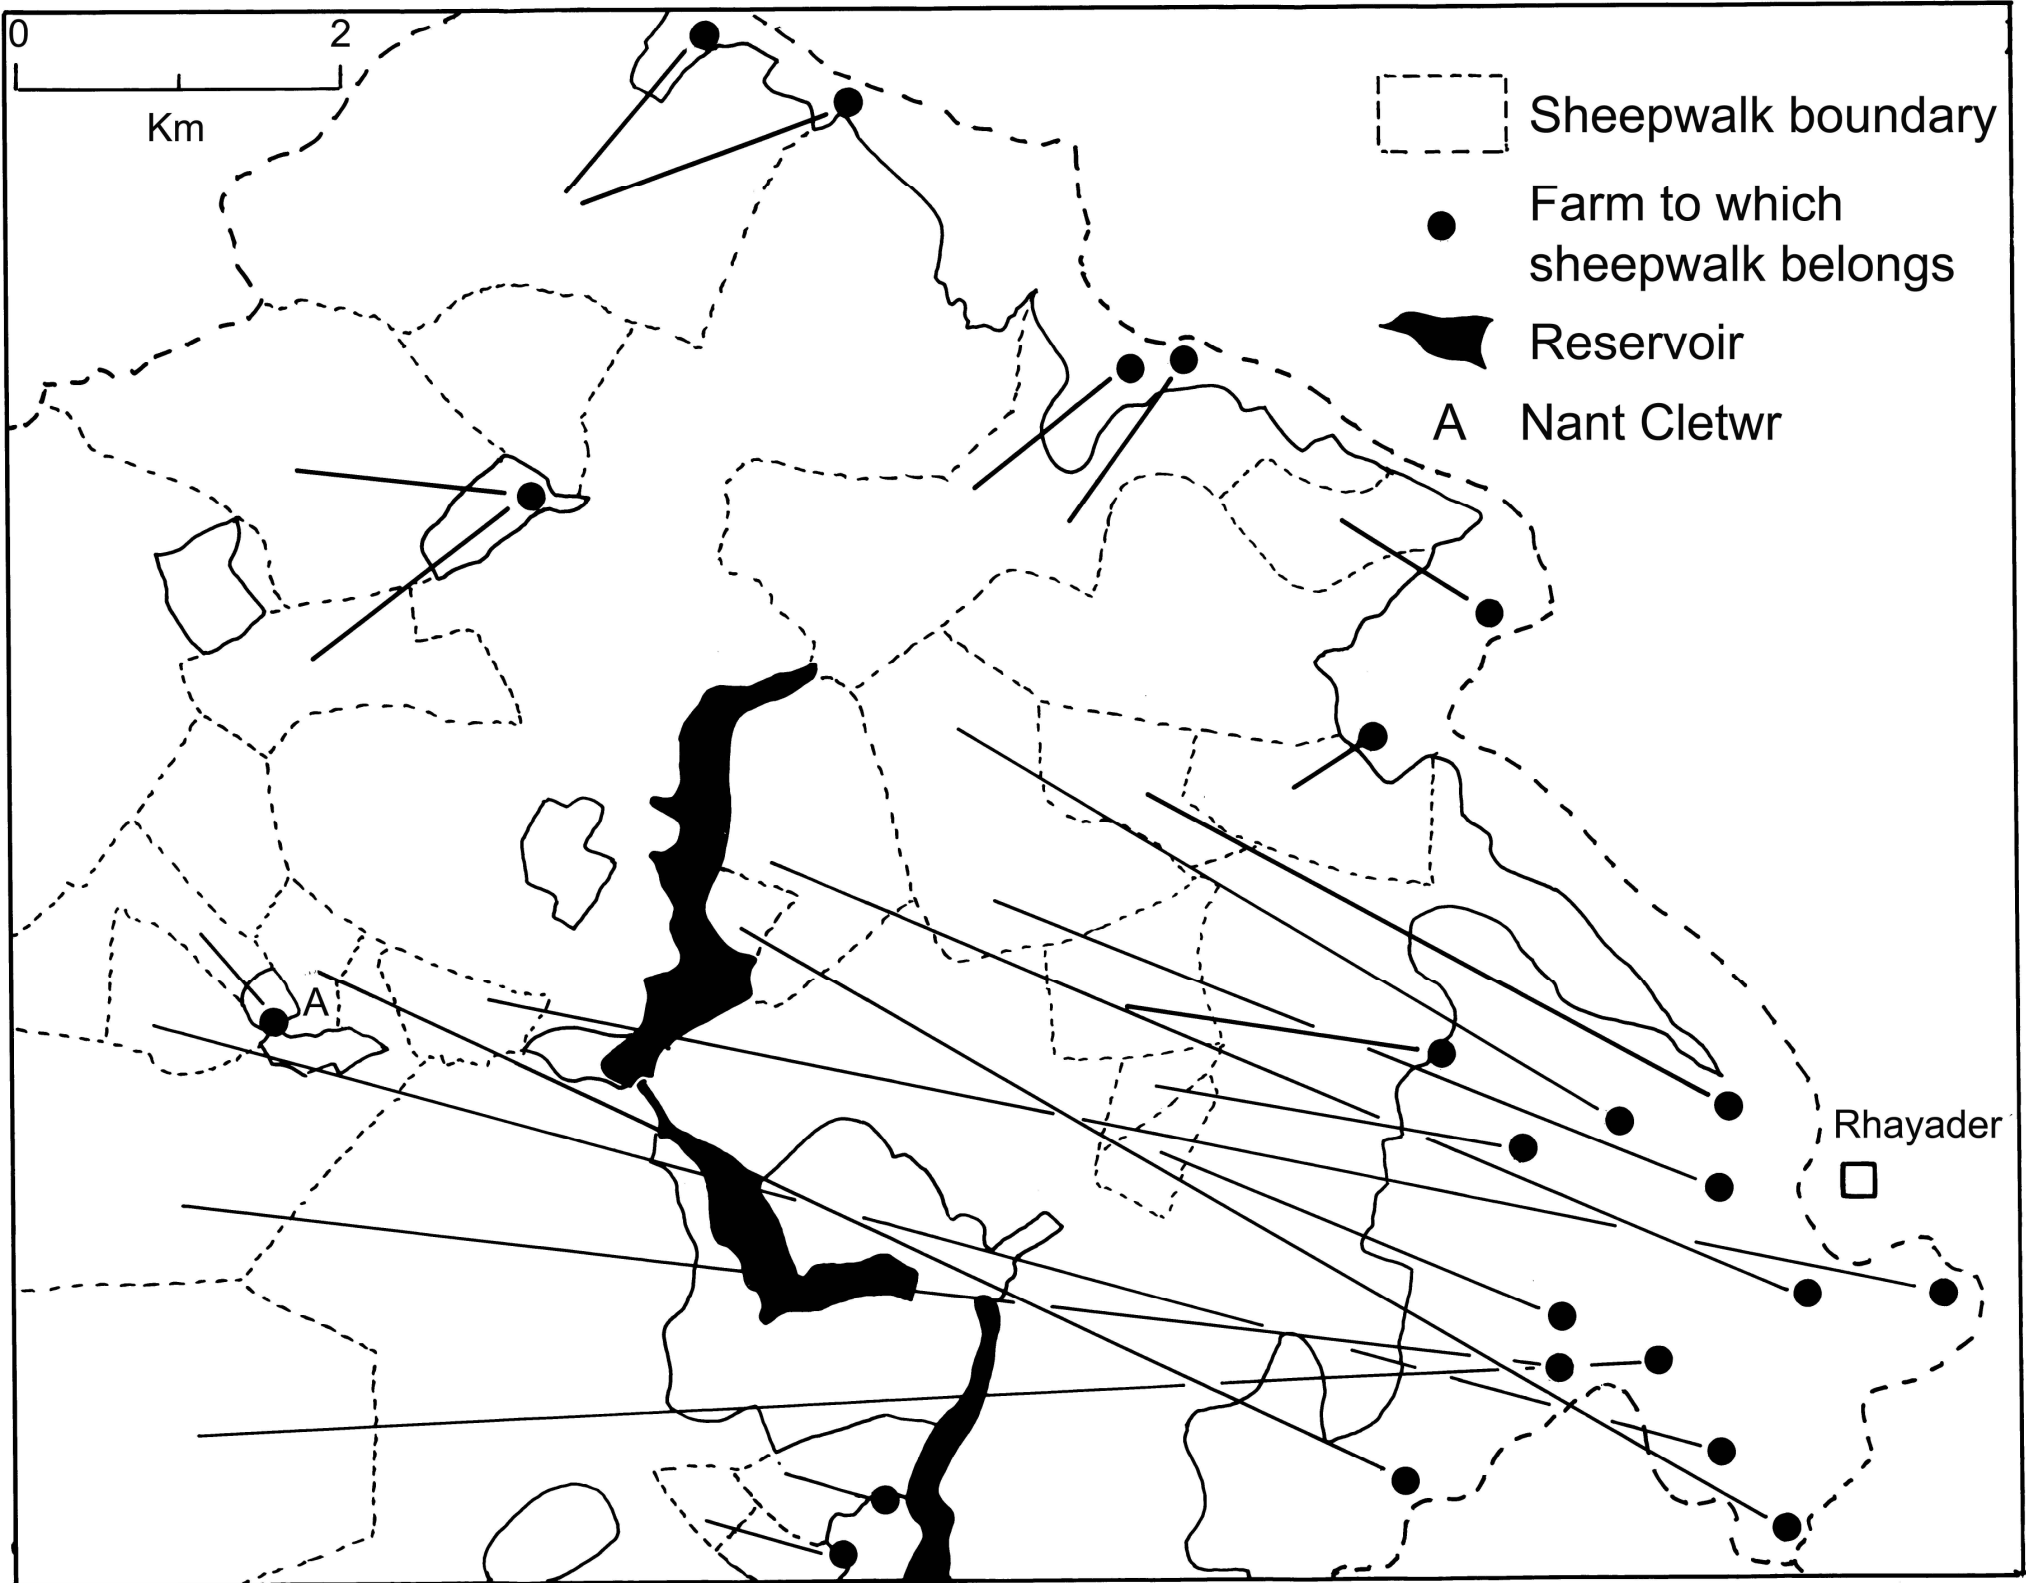 0 2
Km
Sheepwalk boundary
Farm to which
sheepwalk belongs
Reservoir
A Nant Cletwr
A
Rhayader